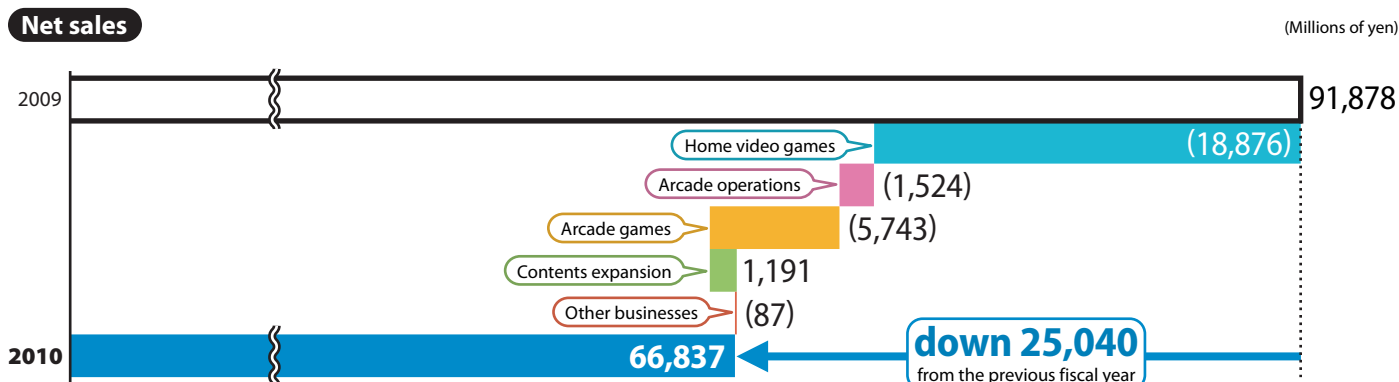 Net sales
(Millions of yen)
2009
91,878
Home video games
(18,876)
Arcade operations
(1,524)
Arcade games
(5,743)
Contents expansion
1,191
Other businesses
(87)
2010
66,837
down 25,040
from the previous fiscal year